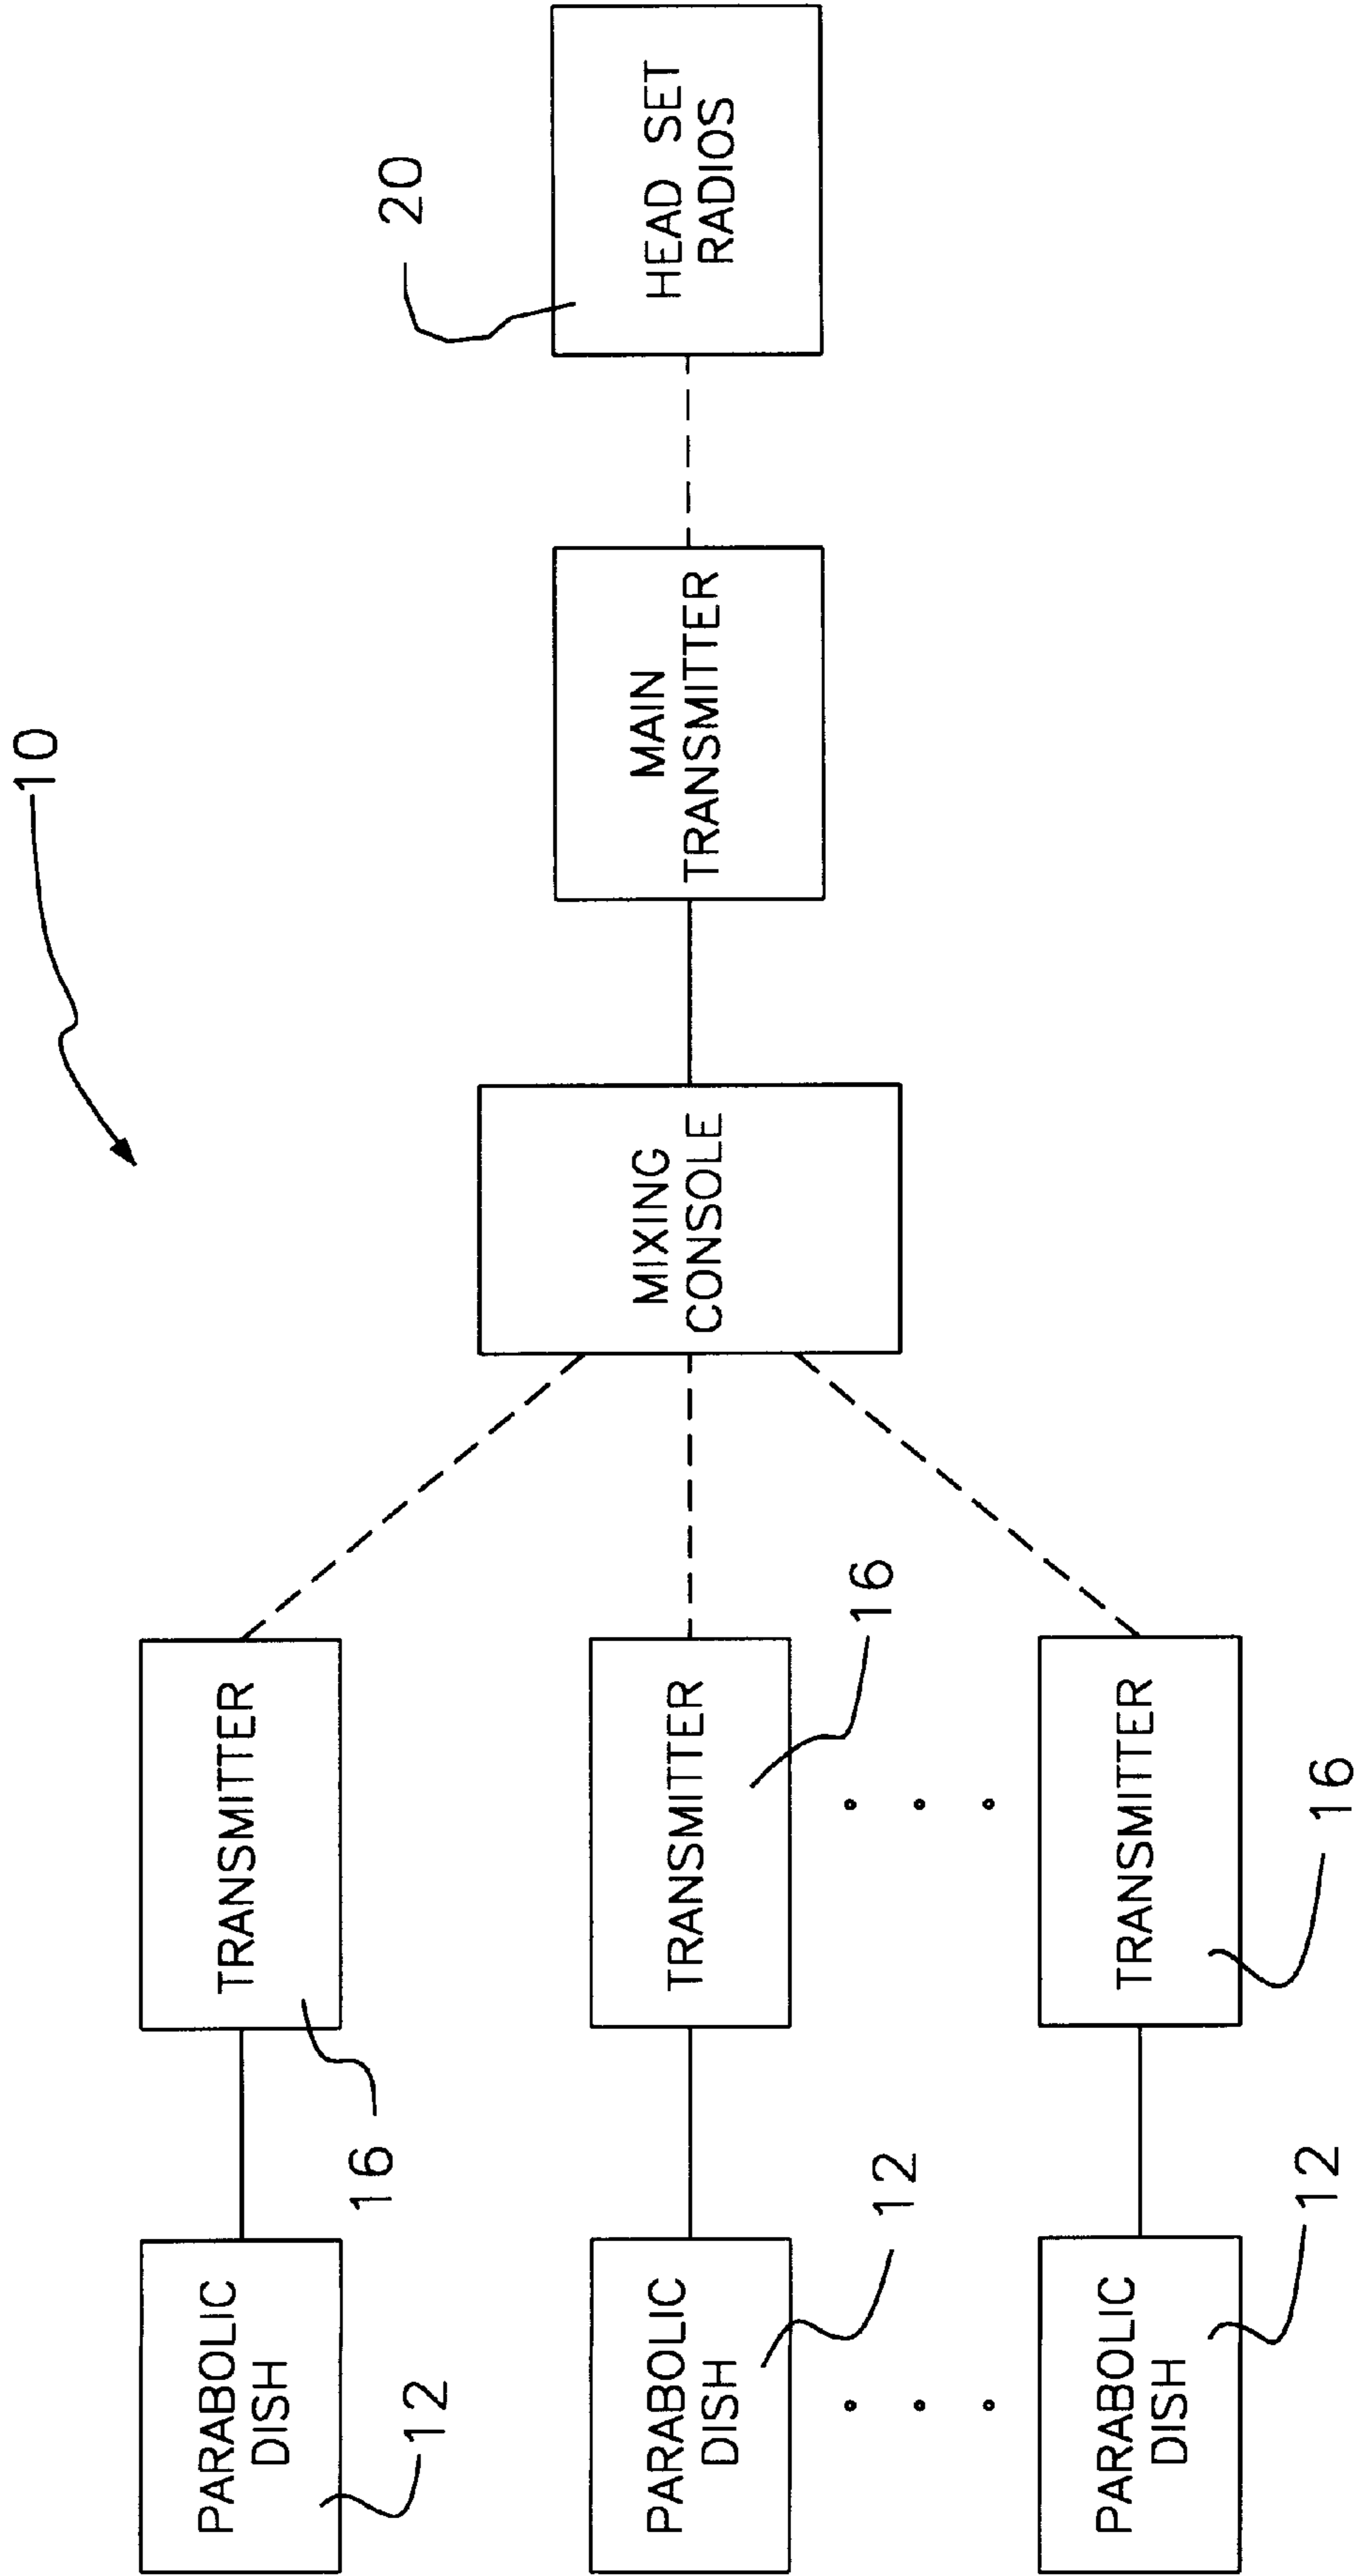 10
PARABOLIC
DISH
12
TRANSMITTER
16
PARABOLIC
DISH
12
TRANSMITTER
16
PARABOLIC
DISH
12
TRANSMITTER
16
MIXING
CONSOLE
MAIN
TRANSMITTER
HEAD SET
RADIOS
20